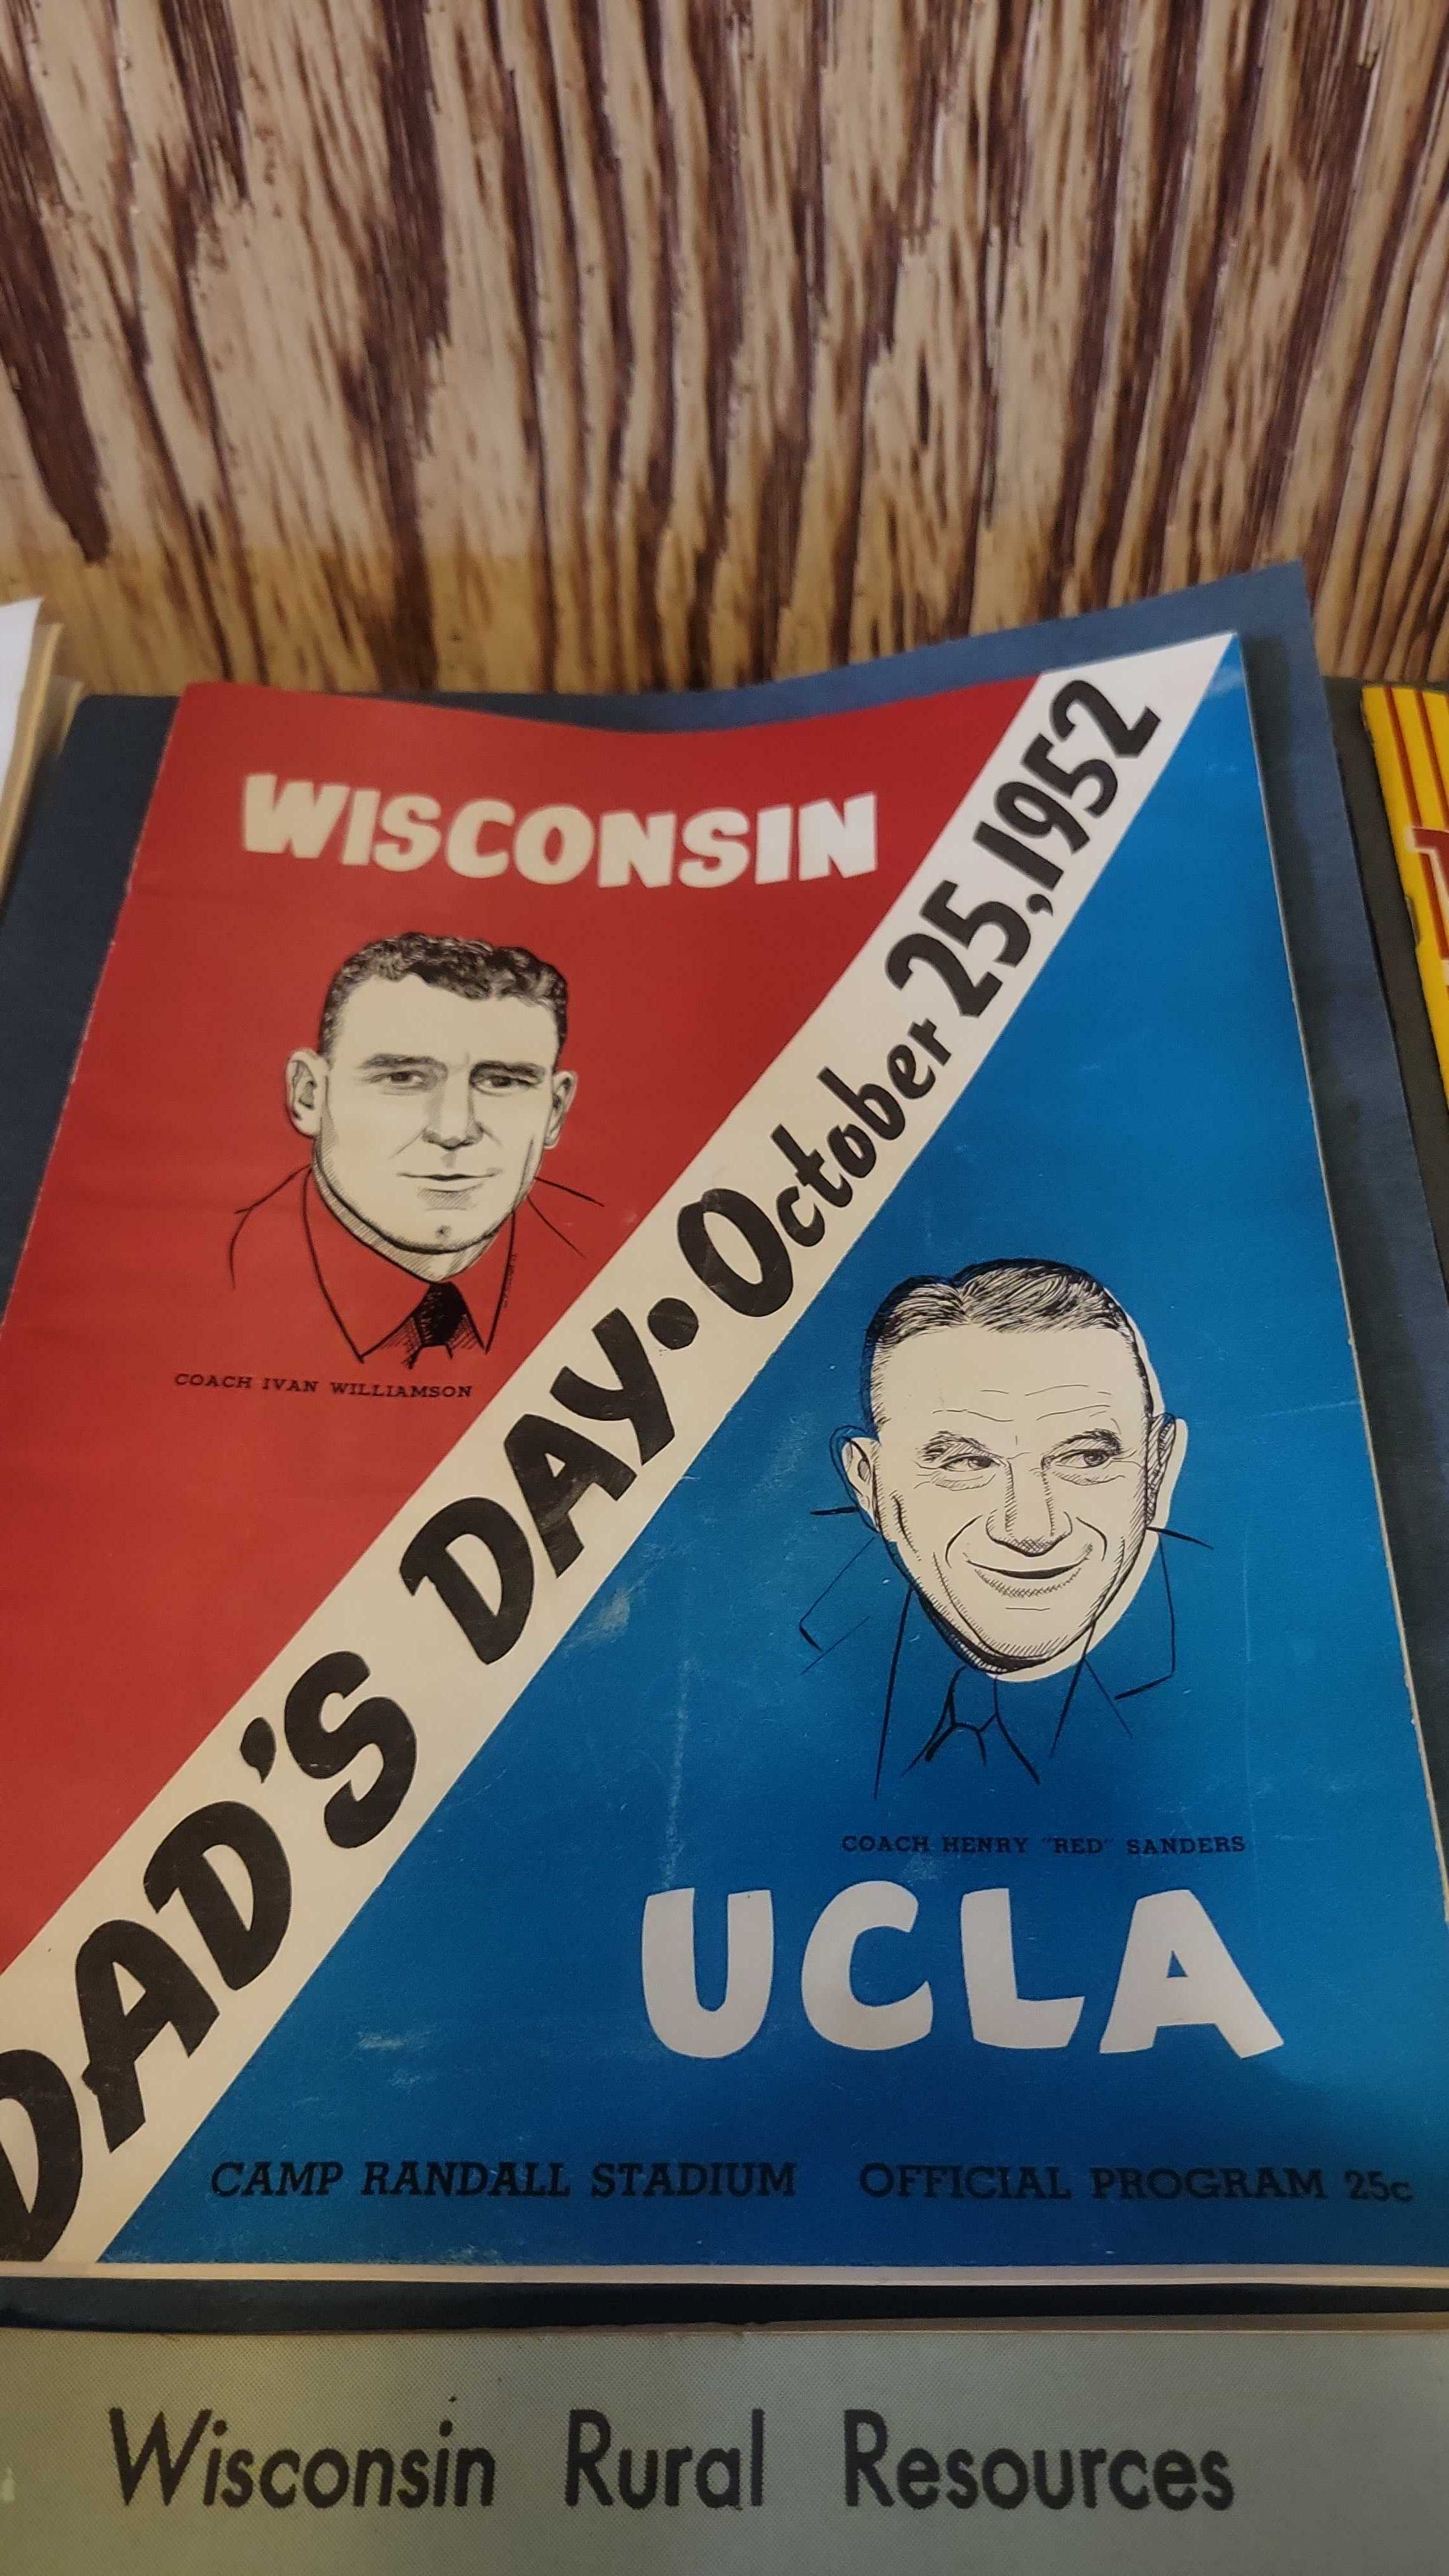 WISCONSIN
DAD'S DAY • October 25, 1952
COACH IVAN WILLIAMSON
COACH HENRY "RED" SANDERS
UCLA
CAMP RANDALL STADIUM OFFICIAL PROGRAM 25c
Wisconsin Rural Resources